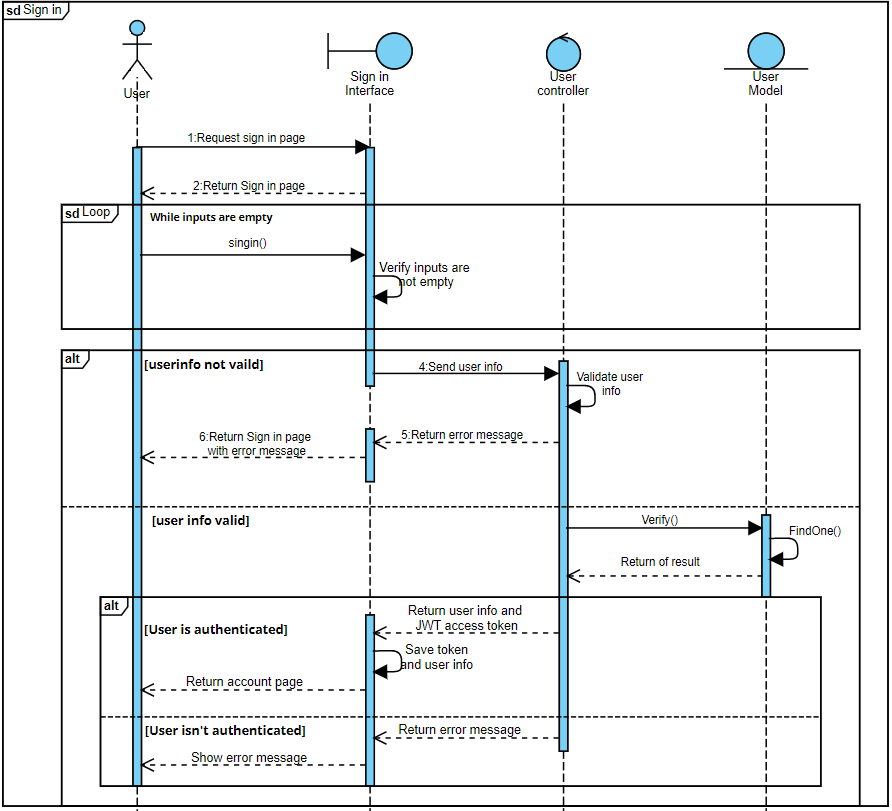 sd Sign in
User
Sign in
Interface
User
controller
User
Model
1:Request sign in page
2:Return Sign in page
sd Loop
While inputs are empty
singin()
Verify inputs are
not empty
alt
[userinfo not vaild]
4:Send user info
Validate user
info
5:Return error message
6:Return Sign in page
with error message
[user info valid]
Verify()
FindOne()
Return of result
alt
Return user info and
JWT access token
[User is authenticated]
Save token
and user info
Return account page
[User isn't authenticated]
Return error message
Show error message